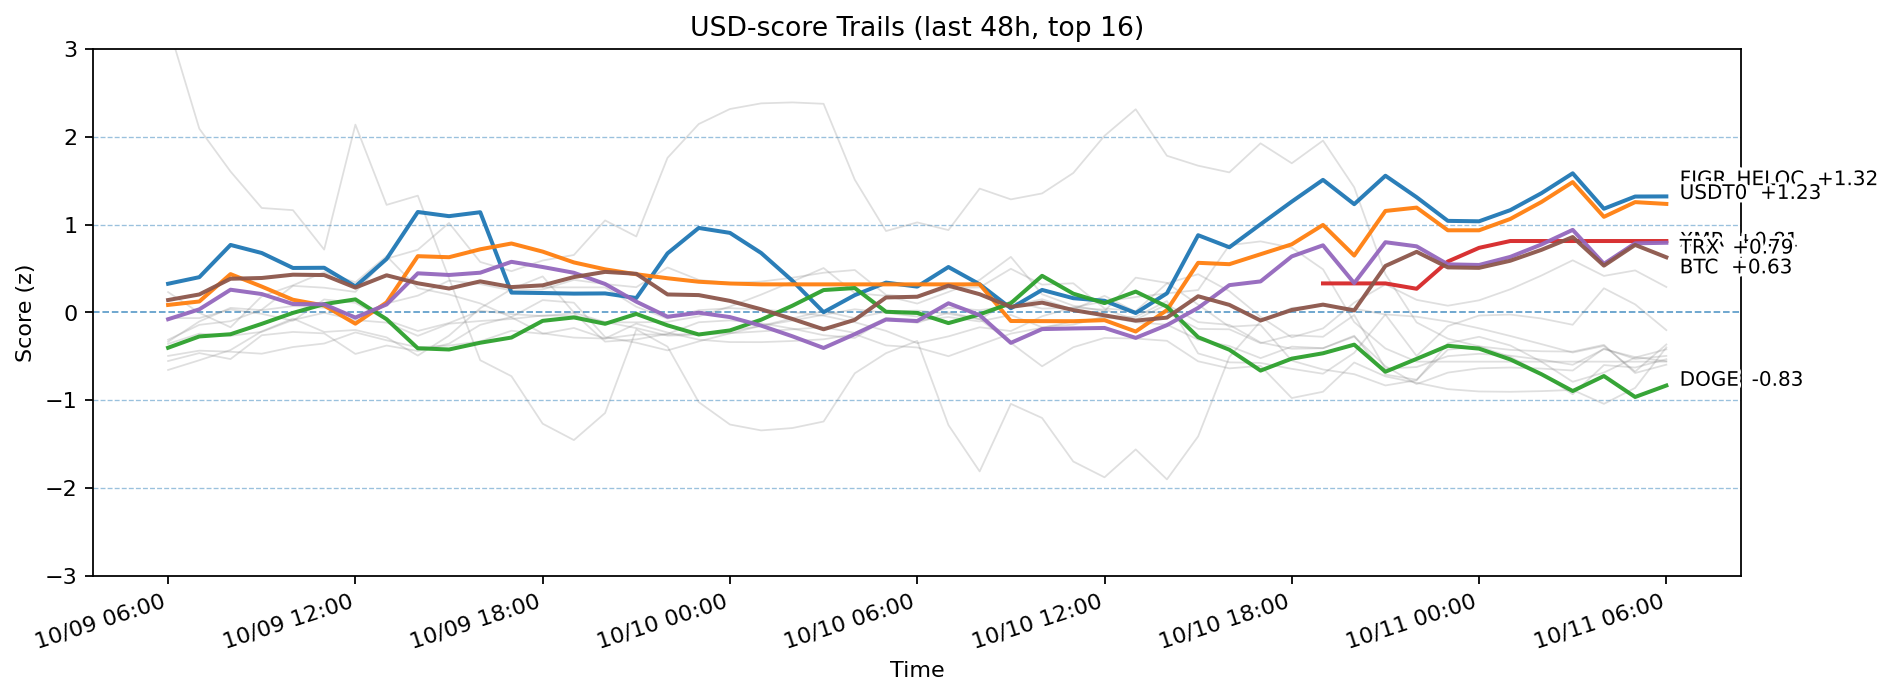 USD-score Trails (last 48h, top 16)
Score (z)
3
2
1
0
−1
−2
−3
FIGR_HELOC +1.32
USDT0 +1.23
TRX +0.79
BTC +0.63
DOGE -0.83
10/09 06:00
10/09 12:00
10/09 18:00
10/10 00:00
10/10 06:00
10/10 12:00
10/10 18:00
10/11 00:00
10/11 06:00
Time